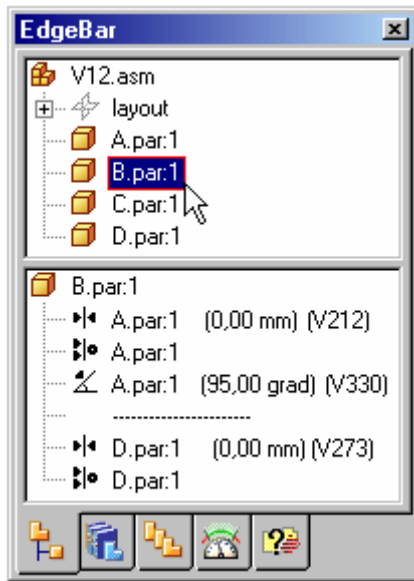 EdgeBar
V12.asm
layout
A.par:1
B.par:1
C.par:1
D.par:1
B.par:1
A.par:1 (0,00 mm) (V212)
A.par:1
A.par:1 (95,00 grad) (V330)
----------------------
D.par:1 (0,00 mm) (V273)
D.par:1